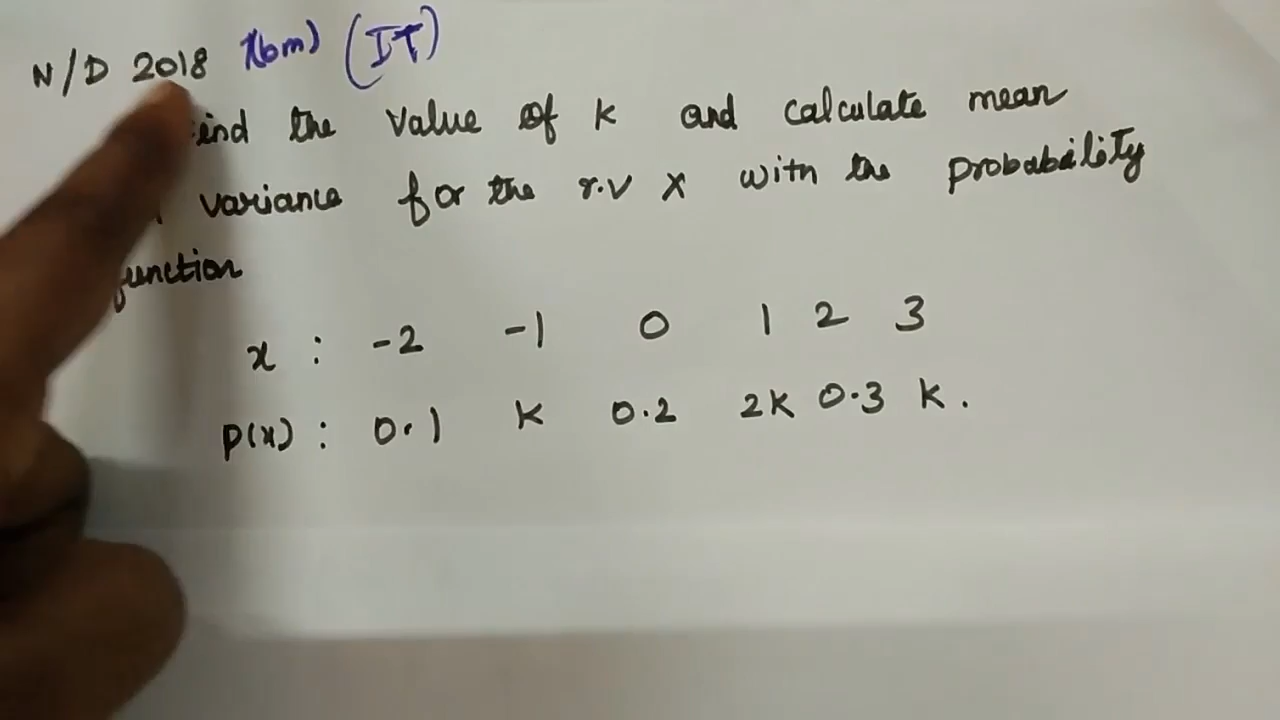 N/D 2018 (6m) (IT)
ind the value of k and calculate mean
variance for the r.v X with the probability
function
x : -2 -1 0 1 2 3
p(x) : 0.1 k 0.2 2k 0.3 k.